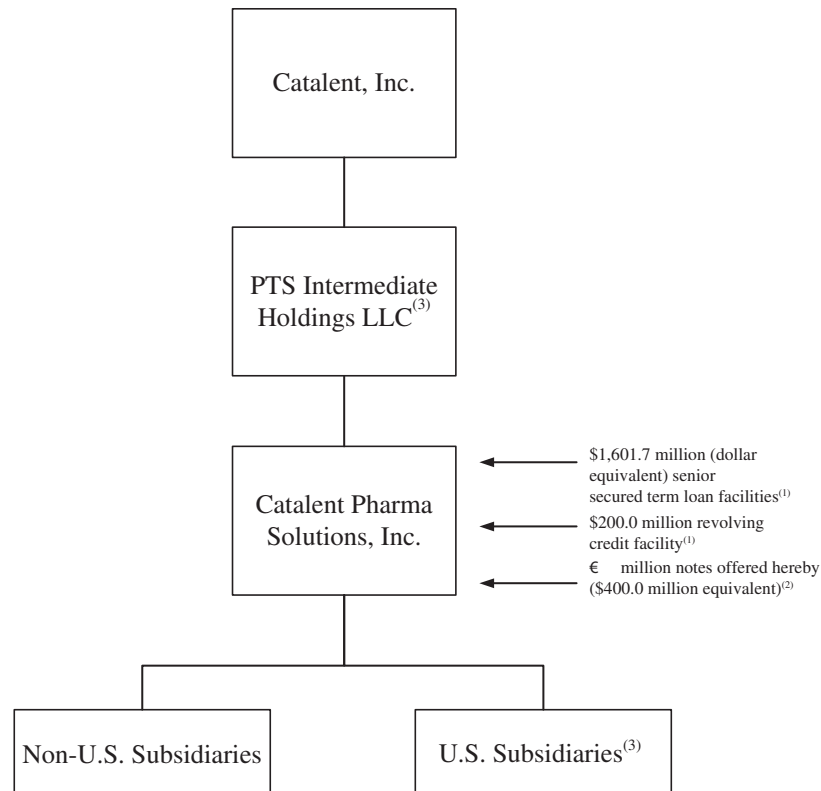 Catalent, Inc.
PTS Intermediate
Holdings LLC(3)
Catalent Pharma
Solutions, Inc.
$1,601.7 million (dollar
equivalent) senior
secured term loan facilities(1)
$200.0 million revolving
credit facility(1)
€ million notes offered hereby
($400.0 million equivalent)(2)
Non-U.S. Subsidiaries
U.S. Subsidiaries(3)